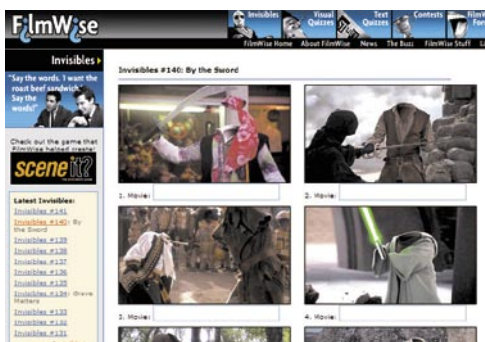 FilmWise
Invisibles
Visual
Quizzes
Text
Quizzes
Contests
FilmWise Home About FilmWise News The Buzz FilmWise Stuff
Invisibles
"Say the words. I want the
roast beef sandwich."
Say the
words!"
Check out the game that
FilmWise helped create!
scene it?
Latest Invisibles:
Invisibles #141
Invisibles #140: By
the Sword
Invisibles #139
Invisibles #138
Invisibles #137
Invisibles #136
Invisibles #135
Invisibles #134: Grave
Matters
Invisibles #133
Invisibles #132
Invisibles #131
Invisibles #140: By the Sword
1. Movie:
2. Movie:
3. Movie:
4. Movie: